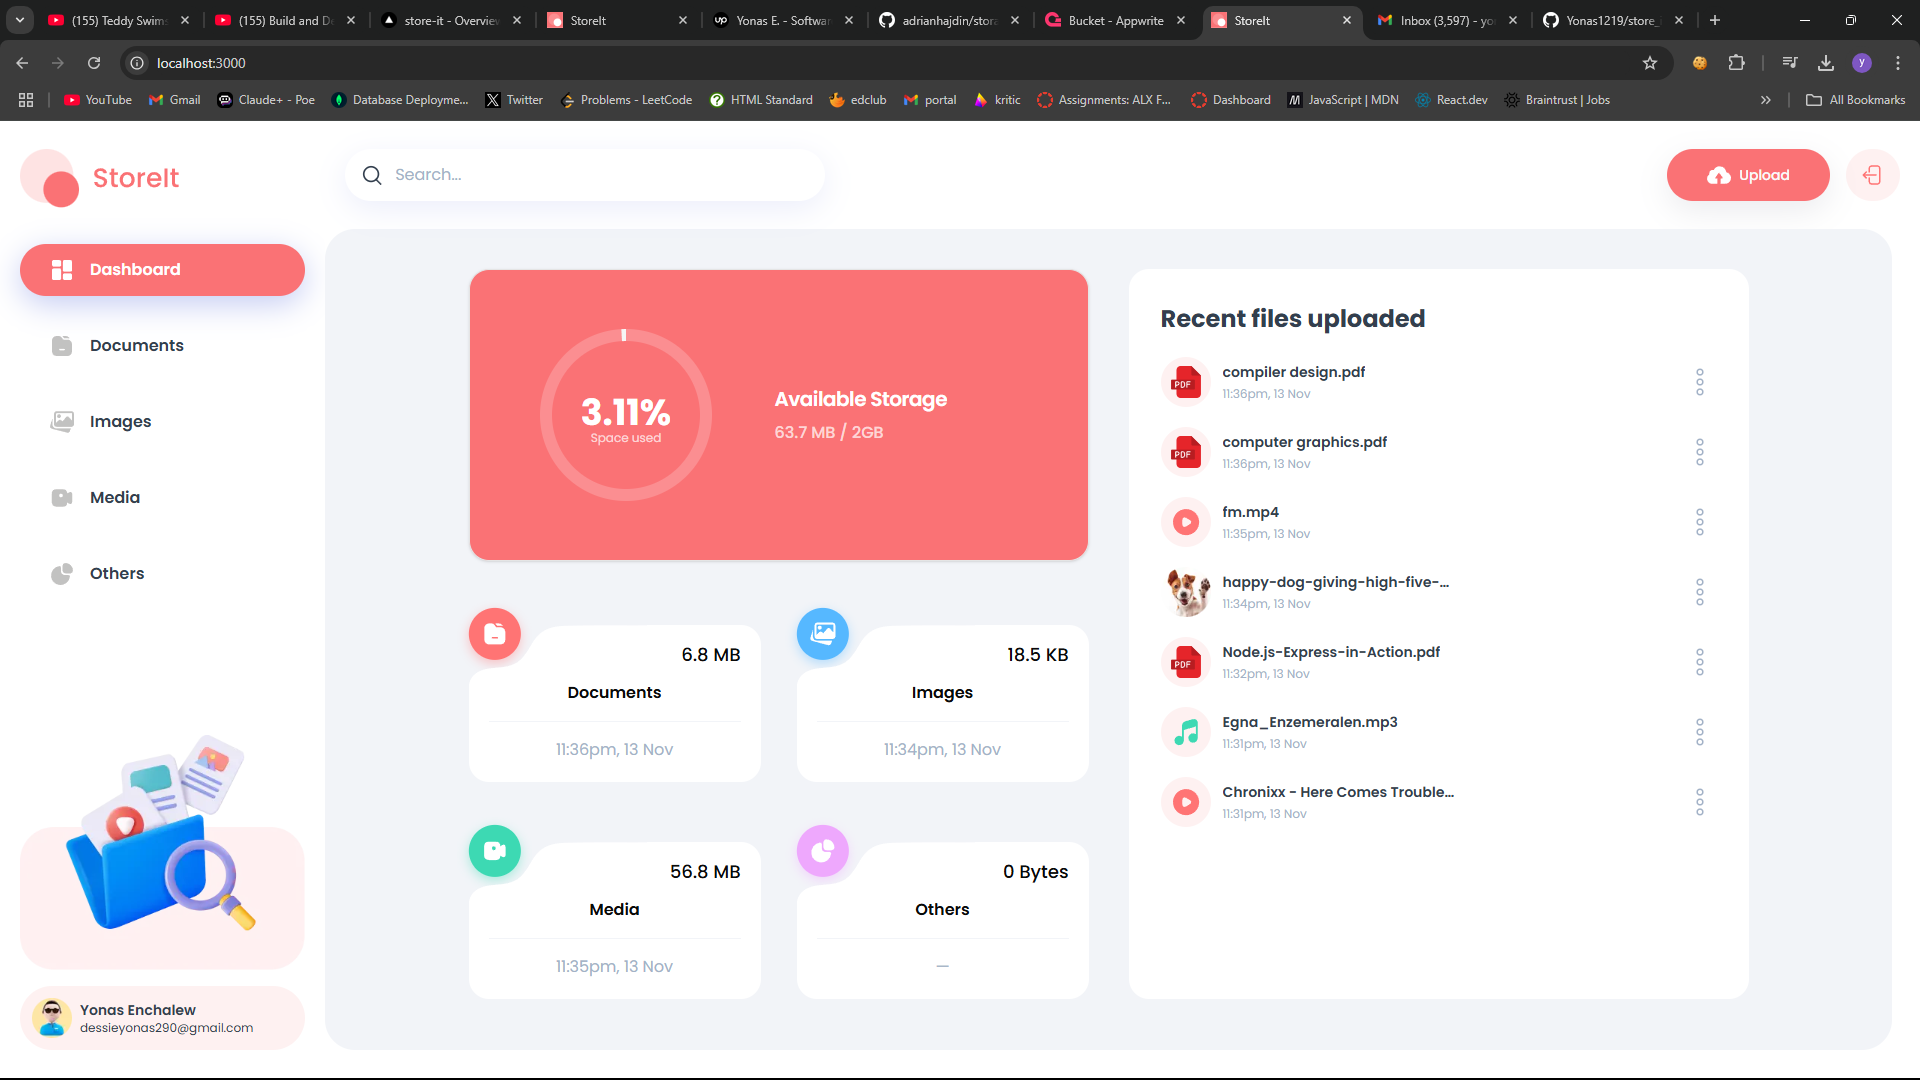 (155) Teddy Swims
(155) Build and De
store-it - Overview
StoreIt
Yonas E. - Softwar
adrianhajdin/stora
Bucket - Appwrite
StoreIt
Inbox (3,597) - yo
Yonas1219/store_
localhost:3000
y
YouTube
Gmail
Claude+ - Poe
Database Deployme...
Twitter
Problems - LeetCode
HTML Standard
edclub
portal
kritic
Assignments: ALX F...
Dashboard
JavaScript | MDN
React.dev
Braintrust | Jobs
»
All Bookmarks
StoreIt
Search...
Upload
Dashboard
Documents
Images
Media
Others
Yonas Enchalew
dessieyonas290@gmail.com
3.11%
Space used
Available Storage
63.7 MB / 2GB
6.8 MB
Documents
11:36pm, 13 Nov
18.5 KB
Images
11:34pm, 13 Nov
56.8 MB
Media
11:35pm, 13 Nov
0 Bytes
Others
—
Recent files uploaded
PDF
compiler design.pdf
11:36pm, 13 Nov
PDF
computer graphics.pdf
11:36pm, 13 Nov
fm.mp4
11:35pm, 13 Nov
happy-dog-giving-high-five-...
11:34pm, 13 Nov
PDF
Node.js-Express-in-Action.pdf
11:32pm, 13 Nov
Egna_Enzemeralen.mp3
11:31pm, 13 Nov
Chronixx - Here Comes Trouble...
11:31pm, 13 Nov